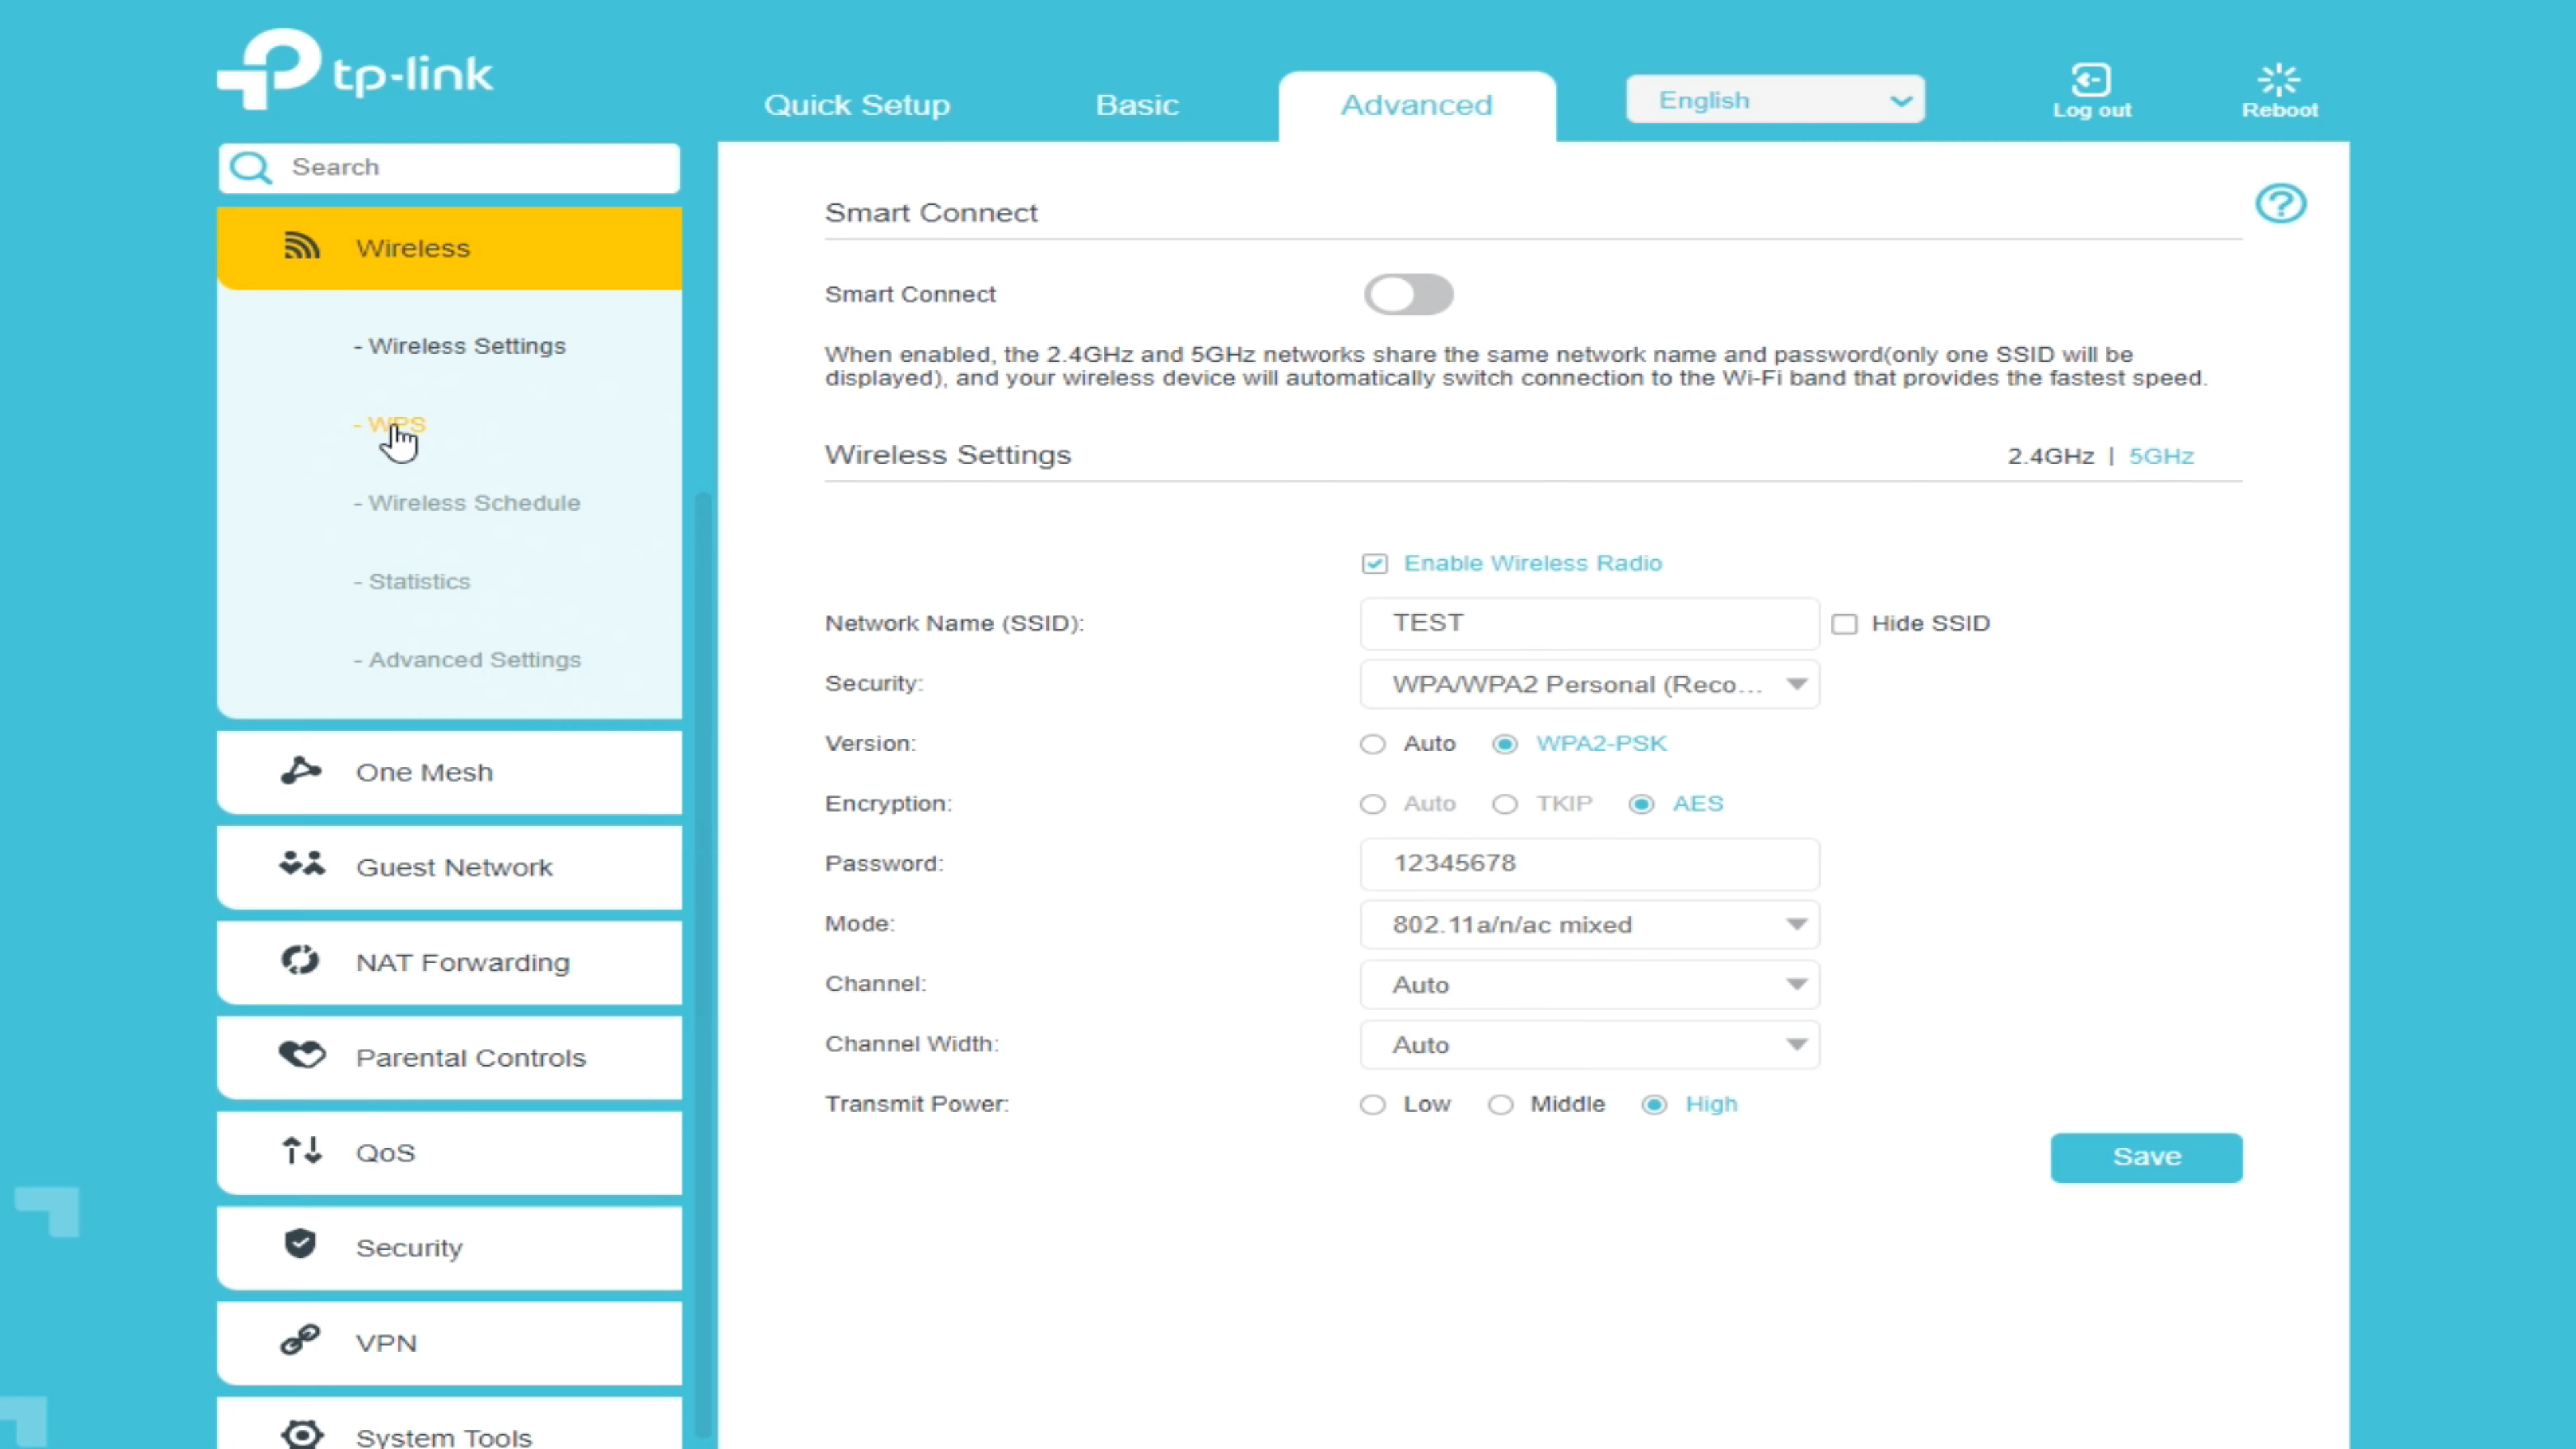 tp-link
Quick Setup
Basic
Advanced
English
Log out
Reboot
Search
Wireless
- Wireless Settings
- WPS
- Wireless Schedule
- Statistics
- Advanced Settings
One Mesh
Guest Network
NAT Forwarding
Parental Controls
QoS
Security
VPN
System Tools
Smart Connect
Smart Connect
When enabled, the 2.4GHz and 5GHz networks share the same network name and password(only one SSID will be
displayed), and your wireless device will automatically switch connection to the Wi-Fi band that provides the fastest speed.
Wireless Settings
2.4GHz | 5GHz
Enable Wireless Radio
Network Name (SSID): TEST Hide SSID
Security: WPA/WPA2 Personal (Reco...
Version: Auto WPA2-PSK
Encryption: Auto TKIP AES
Password: 12345678
Mode: 802.11a/n/ac mixed
Channel: Auto
Channel Width: Auto
Transmit Power: Low Middle High
Save